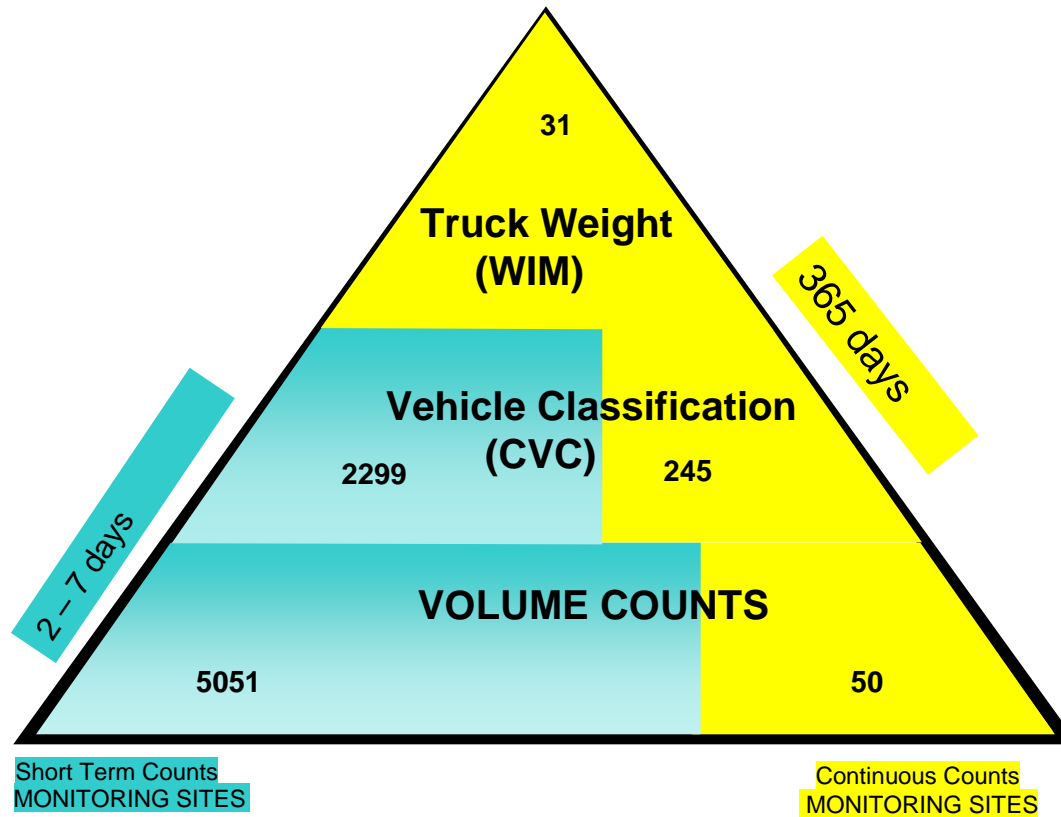 31
Truck Weight
(WIM)
365 days
Vehicle Classification
(CVC)
2299
245
2 – 7 days
VOLUME COUNTS
5051
50
Short Term Counts
MONITORING SITES
Continuous Counts
MONITORING SITES